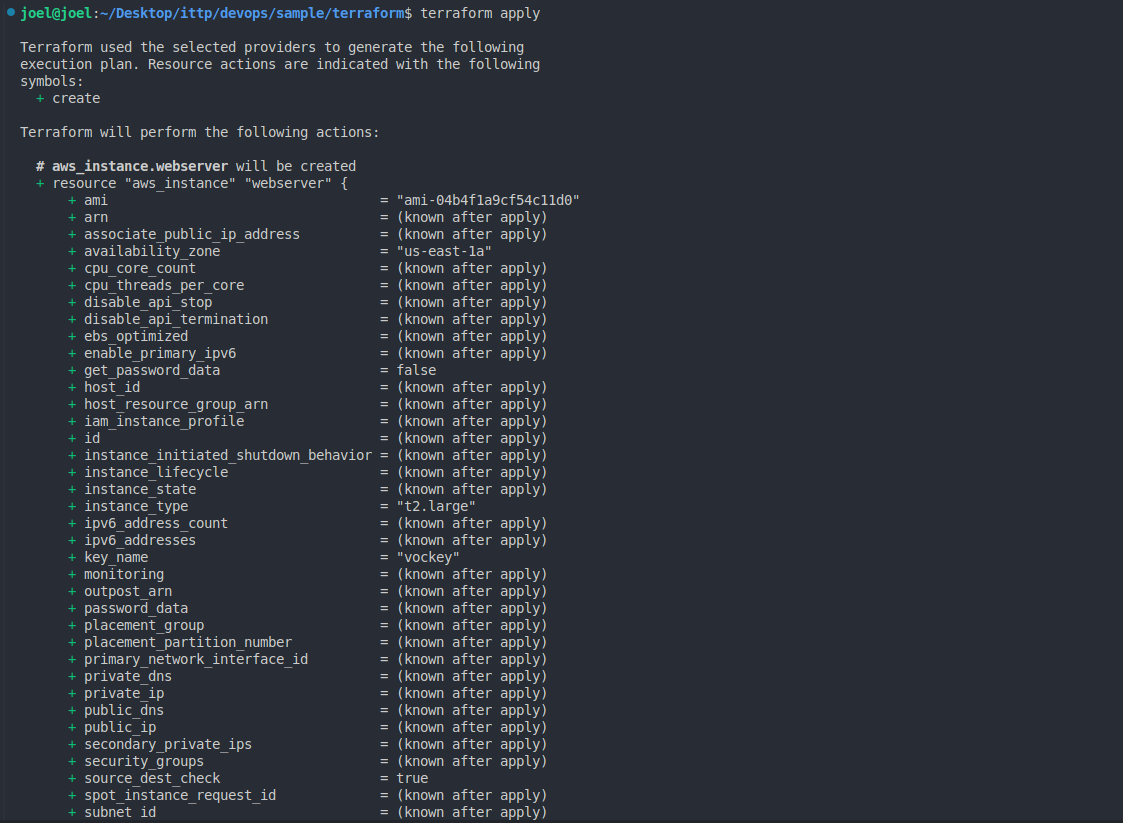 joel@joel:~/Desktop/ittp/devops/sample/terraform$ terraform apply
Terraform used the selected providers to generate the following
execution plan. Resource actions are indicated with the following
symbols:
+ create
Terraform will perform the following actions:
# aws_instance.webserver will be created
+ resource "aws_instance" "webserver" {
+ ami = "ami-04b4f1a9cf54c11d0"
+ arn = (known after apply)
+ associate_public_ip_address = (known after apply)
+ availability_zone = "us-east-1a"
+ cpu_core_count = (known after apply)
+ cpu_threads_per_core = (known after apply)
+ disable_api_stop = (known after apply)
+ disable_api_termination = (known after apply)
+ ebs_optimized = (known after apply)
+ enable_primary_ipv6 = (known after apply)
+ get_password_data = false
+ host_id = (known after apply)
+ host_resource_group_arn = (known after apply)
+ iam_instance_profile = (known after apply)
+ id = (known after apply)
+ instance_initiated_shutdown_behavior = (known after apply)
+ instance_lifecycle = (known after apply)
+ instance_state = (known after apply)
+ instance_type = "t2.large"
+ ipv6_address_count = (known after apply)
+ ipv6_addresses = (known after apply)
+ key_name = "vockey"
+ monitoring = (known after apply)
+ outpost_arn = (known after apply)
+ password_data = (known after apply)
+ placement_group = (known after apply)
+ placement_partition_number = (known after apply)
+ primary_network_interface_id = (known after apply)
+ private_dns = (known after apply)
+ private_ip = (known after apply)
+ public_dns = (known after apply)
+ public_ip = (known after apply)
+ secondary_private_ips = (known after apply)
+ security_groups = (known after apply)
+ source_dest_check = true
+ spot_instance_request_id = (known after apply)
+ subnet_id = (known after apply)